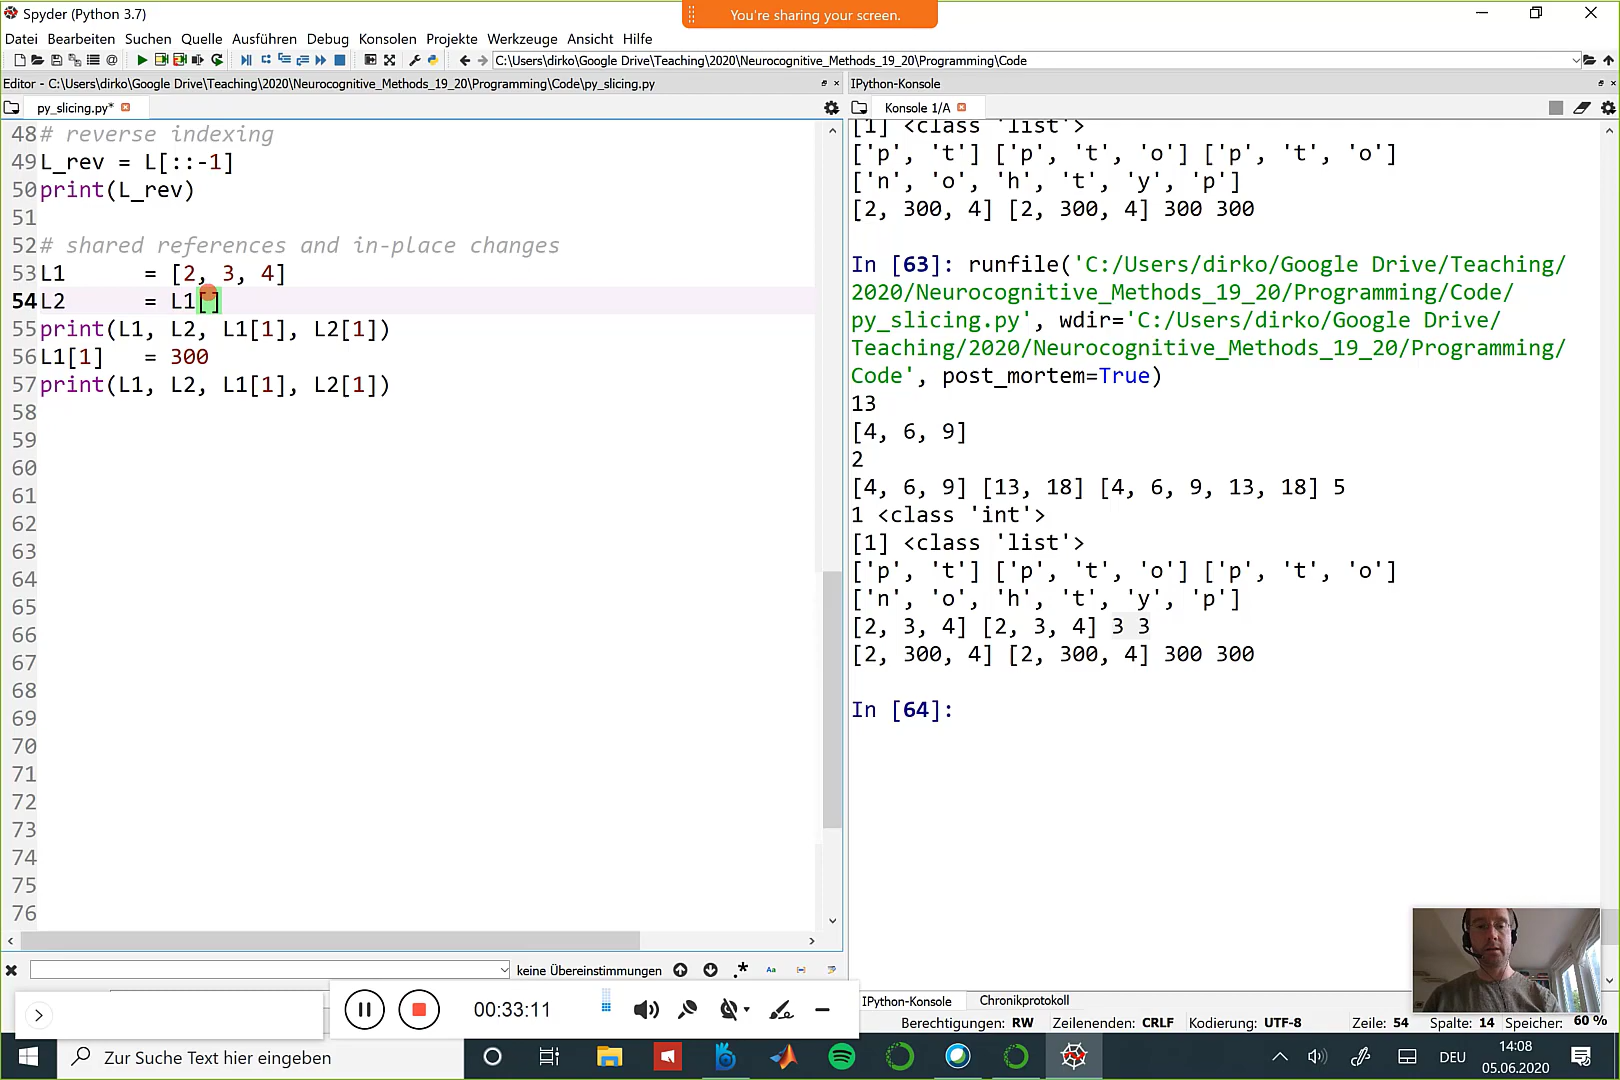 Spyder (Python 3.7)
You're sharing your screen.
Datei Bearbeiten Suchen Quelle Ausführen Debug Konsolen Projekte Werkzeuge Ansicht Hilfe
C:\Users\dirko\Google Drive\Teaching\2020\Neurocognitive_Methods_19_20\Programming\Code
Editor - C:\Users\dirko\Google Drive\Teaching\2020\Neurocognitive_Methods_19_20\Programming\Code\py_slicing.py
py_slicing.py*
48 # reverse indexing
49 L_rev = L[::-1]
50 print(L_rev)
51
52 # shared references and in-place changes
53 L1 = [2, 3, 4]
54 L2 = L1[]
55 print(L1, L2, L1[1], L2[1])
56 L1[1] = 300
57 print(L1, L2, L1[1], L2[1])
58
59
60
61
62
63
64
65
66
67
68
69
70
71
72
73
74
75
76
keine Übereinstimmungen
Aa
00:33:11
IPython-Konsole
Konsole 1/A
[1] <class 'list'>
['p', 't'] ['p', 't', 'o'] ['p', 't', 'o']
['n', 'o', 'h', 't', 'y', 'p']
[2, 300, 4] [2, 300, 4] 300 300
In [63]: runfile('C:/Users/dirko/Google Drive/Teaching/
2020/Neurocognitive_Methods_19_20/Programming/Code/
py_slicing.py', wdir='C:/Users/dirko/Google Drive/
Teaching/2020/Neurocognitive_Methods_19_20/Programming/
Code', post_mortem=True)
13
[4, 6, 9]
2
[4, 6, 9] [13, 18] [4, 6, 9, 13, 18] 5
1 <class 'int'>
[1] <class 'list'>
['p', 't'] ['p', 't', 'o'] ['p', 't', 'o']
['n', 'o', 'h', 't', 'y', 'p']
[2, 3, 4] [2, 3, 4] 3 3
[2, 300, 4] [2, 300, 4] 300 300
In [64]:
IPython-Konsole Chronikprotokoll
Berechtigungen: RW Zeilenenden: CRLF Kodierung: UTF-8 Zeile: 54 Spalte: 14 Speicher: 60 %
Zur Suche Text hier eingeben
DEU
14:08
05.06.2020